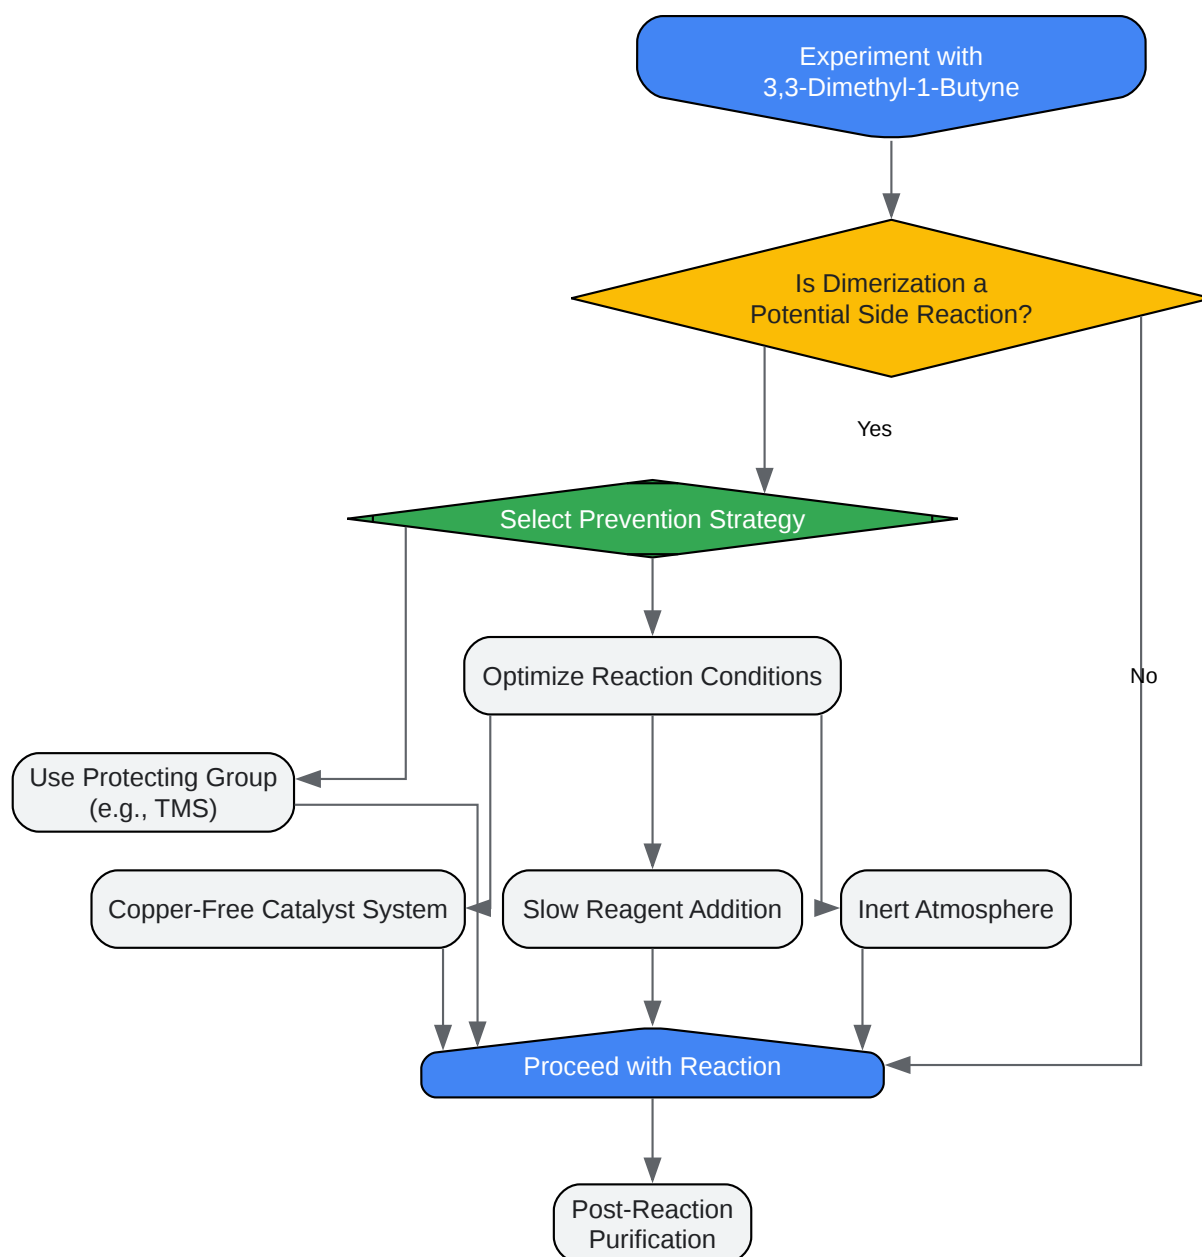 Experiment with
3,3-Dimethyl-1-Butyne
Is Dimerization a
Potential Side Reaction?
Yes
Select Prevention Strategy
Optimize Reaction Conditions
No
Use Protecting Group
(e.g., TMS)
Copper-Free Catalyst System
Slow Reagent Addition
Inert Atmosphere
Proceed with Reaction
Post-Reaction
Purification